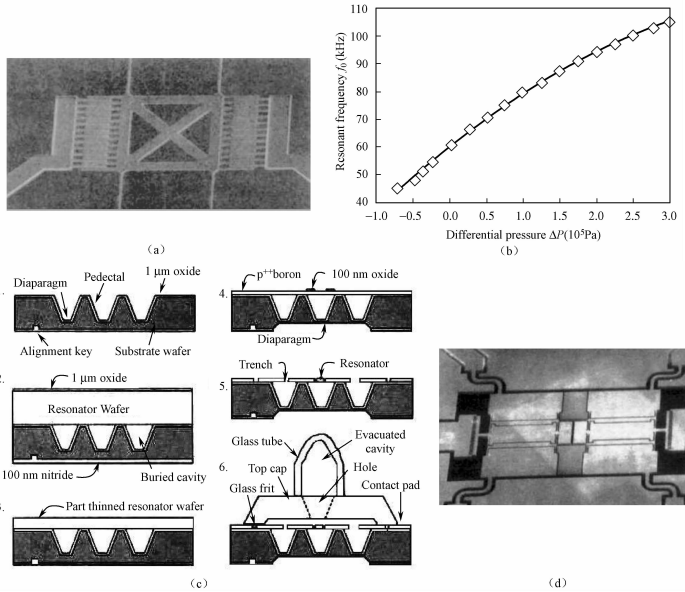 (a)
110
100
90
80
70
60
50
40
-1.0 -0.5 0.0 0.5 1.0 1.5 2.0 2.5 3.0
Resonant frequency f₀ (kHz)
Differential pressure ΔP(10⁵Pa)
(b)
Diaparagm
Pedectal
1 μm oxide
Alignment key
Substrate wafer
1 μm oxide
Resonator Wafer
100 nm nitride
Buried cavity
Part thinned resonator wafer
p⁺⁺boron
100 nm oxide
4.
Diaparagm
Trench
Resonator
5.
Glass tube
Evacuated
cavity
6.
Top cap
Hole
Glass frit
Contact pad
(c)
(d)